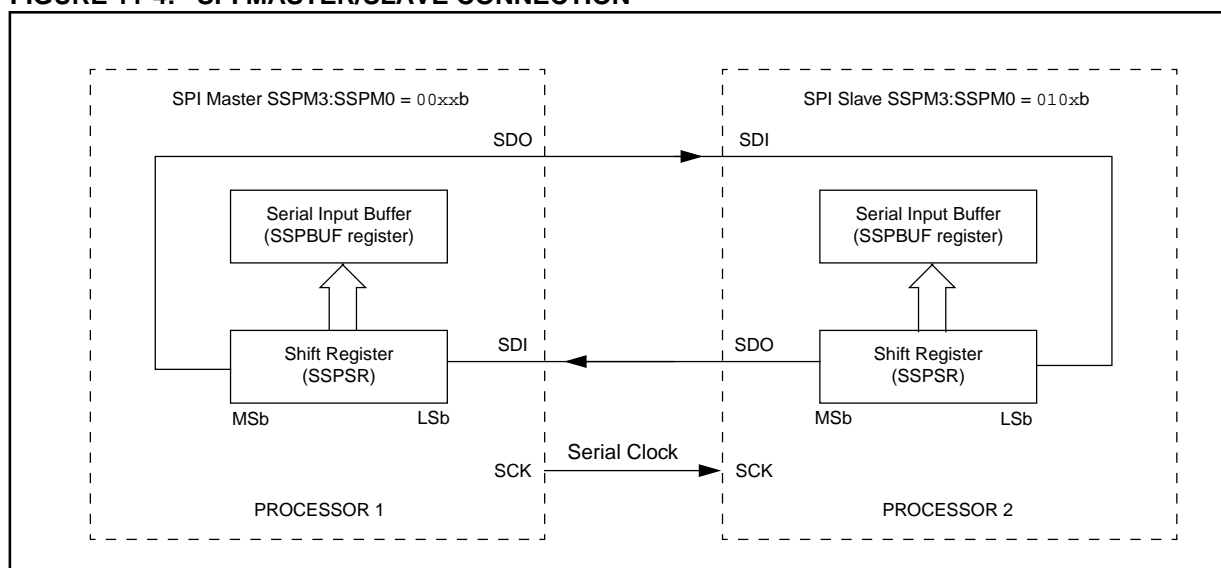 FIGURE 11-4: SPI MASTER/SLAVE CONNECTION
SPI Master SSPM3:SSPM0 = 00xxb
SPI Slave SSPM3:SSPM0 = 010xb
SDO
SDI
Serial Input Buffer
(SSPBUF register)
Serial Input Buffer
(SSPBUF register)
Shift Register
(SSPSR)
MSb
LSb
SDI
SDO
Shift Register
(SSPSR)
MSb
LSb
SCK
Serial Clock
SCK
PROCESSOR 1
PROCESSOR 2